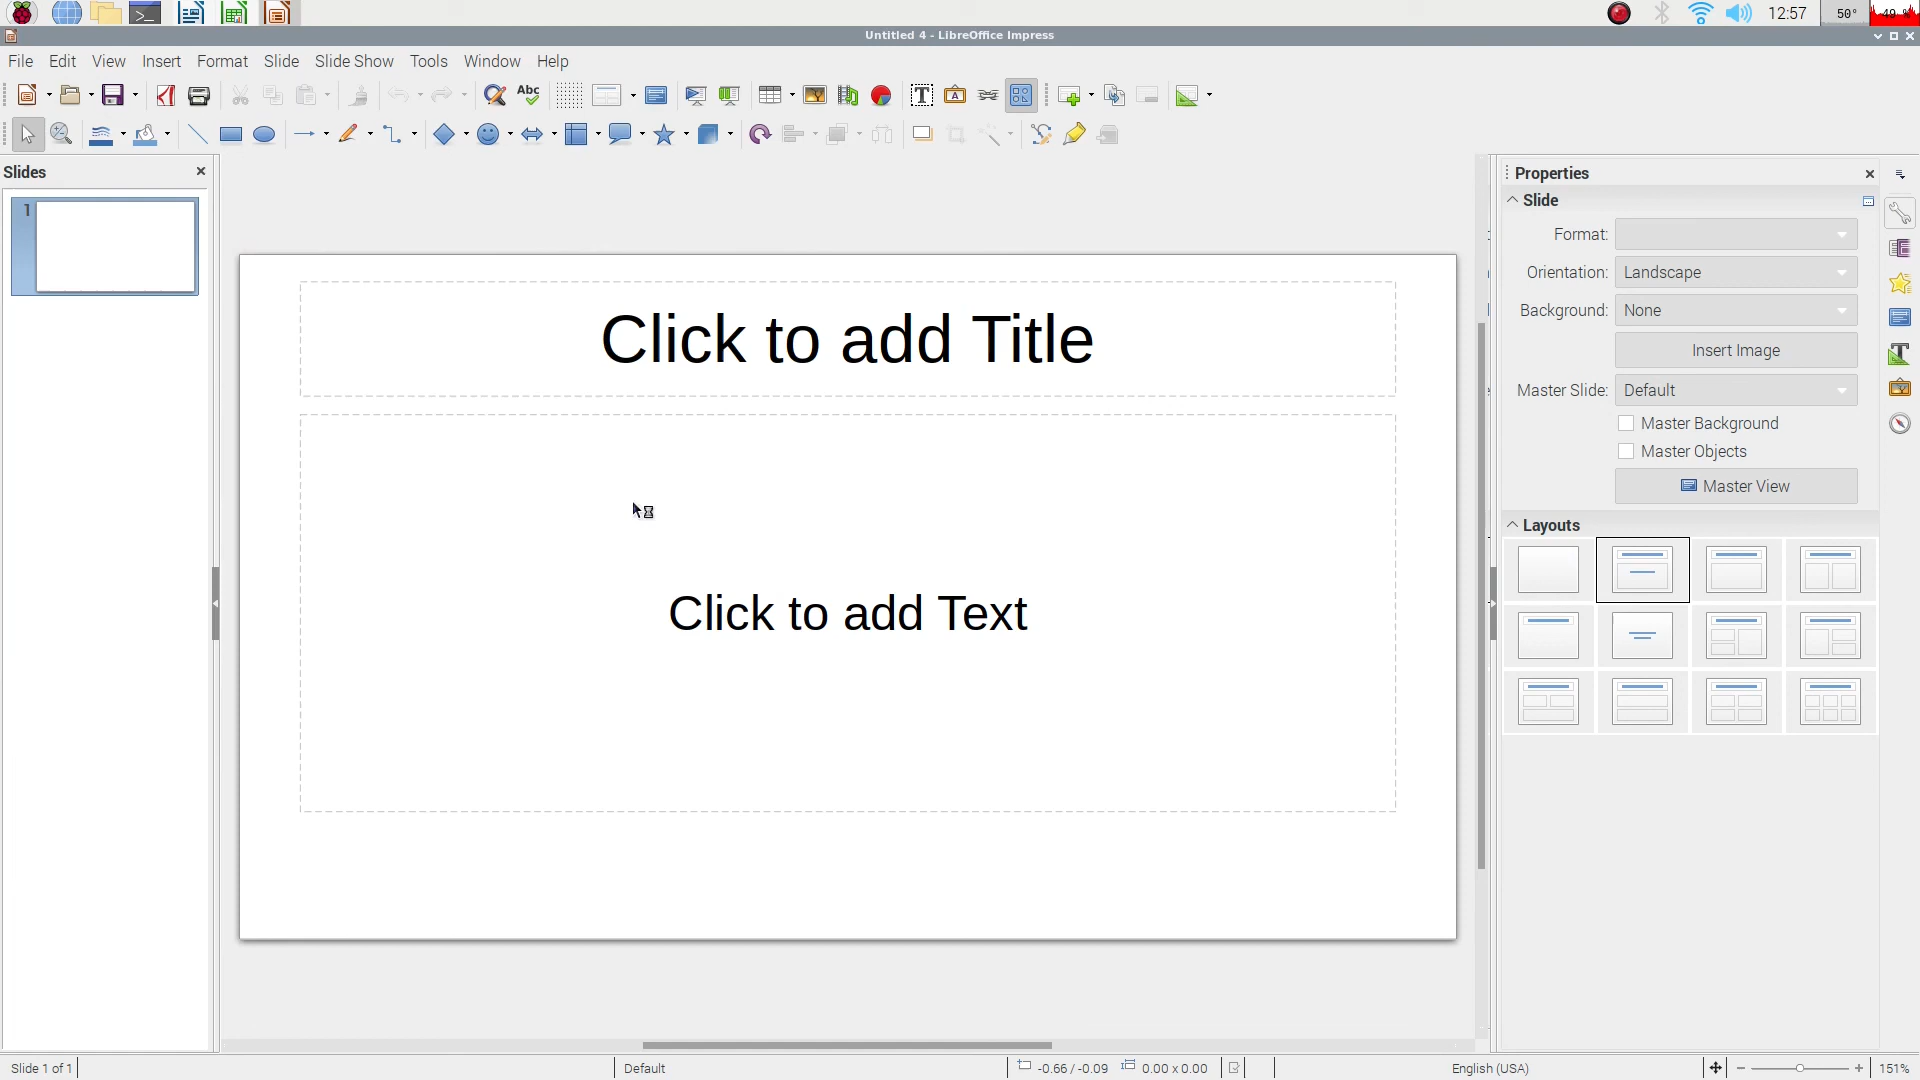 12:57
50°
49 %
Untitled 4 - LibreOffice Impress
File Edit View Insert Format Slide Slide Show Tools Window Help
Abc
Slides
1
Click to add Title
Click to add Text
Properties
Slide
Format:
Orientation: Landscape
Background: None
Insert Image
Master Slide: Default
Master Background
Master Objects
Master View
Layouts
Slide 1 of 1
Default
-0.66 / -0.09
0.00 x 0.00
English (USA)
151%